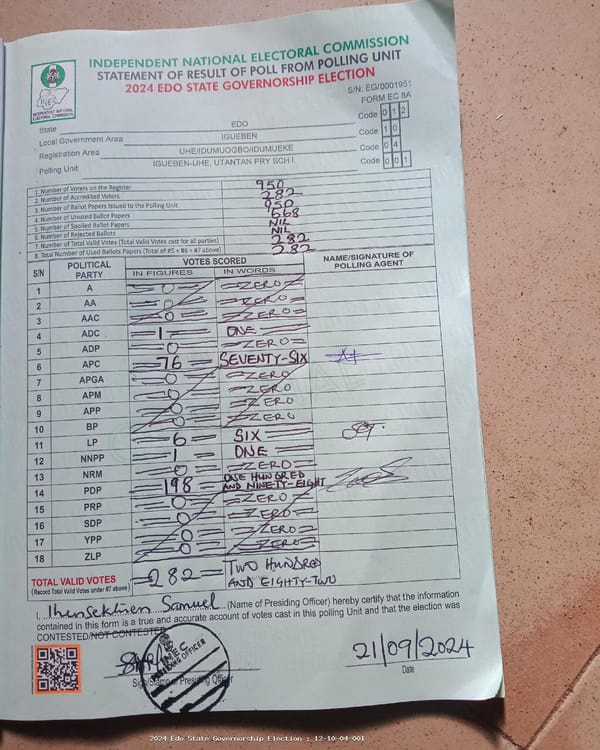 INDEPENDENT NATIONAL ELECTORAL COMMISSION
STATEMENT OF RESULT OF POLL FROM POLLING UNIT
2024 EDO STATE GOVERNORSHIP ELECTION
INEC
INDEPENDENT NATIONAL ELECTORAL COMMISSION
S/N: EG/0001951
FORM EC 8A
State EDO Code 0 1 2
Local Government Area IGUEBEN Code 1 0
Registration Area UHE/IDUMUOGBO/IDUMUEKE Code 0 4
Polling Unit IGUEBEN-UHE, UTANTAN PRY SCH I Code 0 0 1
1. Number of Voters on the Register 950
2. Number of Accredited Voters 282
3. Number of Ballot Papers Issued to the Polling Unit 950
4. Number of Unused Ballot Papers 668
5. Number of Spoiled Ballot Papers NIL
6. Number of Rejected Ballots NIL
7. Number of Total Valid Votes (Total Valid Votes cast for all parties) 282
8. Total Number of Used Ballots Papers (Total of #5 + #6 + #7 above) 282
S/N POLITICAL PARTY VOTES SCORED NAME/SIGNATURE OF POLLING AGENT
IN FIGURES IN WORDS
1 A 0 ZERO
2 AA 0 ZERO
3 AAC 0 ZERO
4 ADC 1 ONE
5 ADP 0 ZERO
6 APC 76 SEVENTY-SIX
7 APGA 0 ZERO
8 APM 0 ZERO
9 APP 0 ZERO
10 BP 0 ZERO
11 LP 6 SIX
12 NNPP 1 ONE
13 NRM 0 ZERO
14 PDP 198 ONE HUNDRED AND NINETY-EIGHT
15 PRP 0 ZERO
16 SDP 0 ZERO
17 YPP 0 ZERO
18 ZLP 0 ZERO
TOTAL VALID VOTES 282 TWO HUNDRED
(Record Total Valid Votes under #7 above) AND EIGHTY-TWO
I, Samuel (Name of Presiding Officer) hereby certify that the information
contained in this form is a true and accurate account of votes cast in this polling Unit and that the election was
CONTESTED/NOT CONTESTED
INEC
PRESIDING OFFICER
21/09/2024
Sign/Stamp of Presiding Officer Date
2024 Edo State Governorship Election : 12-10-04-001